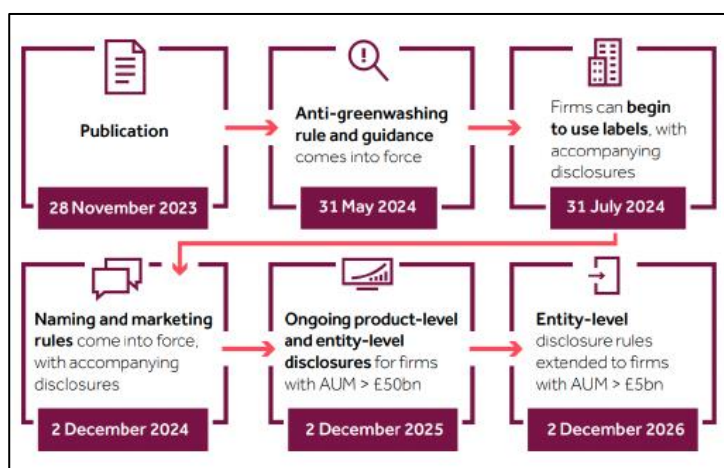 Publication
28 November 2023
Anti-greenwashing
rule and guidance
comes into force
31 May 2024
Firms can begin
to use labels, with
accompanying
disclosures
31 July 2024
Naming and marketing
rules come into force,
with accompanying
disclosures
2 December 2024
Ongoing product-level
and entity-level
disclosures for firms
with AUM > £50bn
2 December 2025
Entity-level
disclosure rules
extended to firms
with AUM > £5bn
2 December 2026